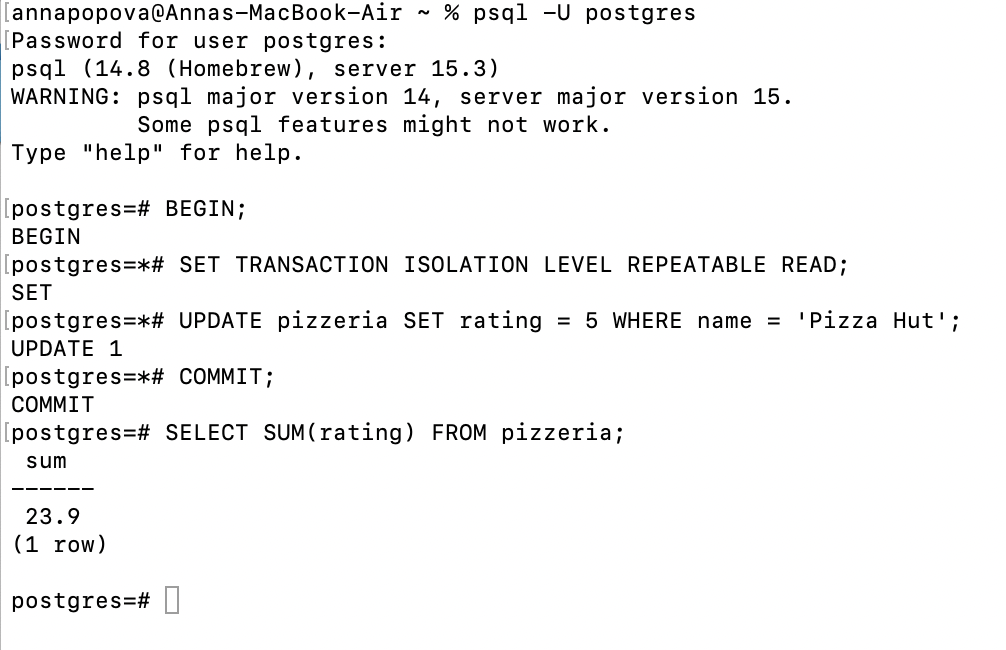 [annapopova@Annas-MacBook-Air ~ % psql -U postgres
[Password for user postgres:
psql (14.8 (Homebrew), server 15.3)
WARNING: psql major version 14, server major version 15.
         Some psql features might not work.
Type "help" for help.

[postgres=# BEGIN;
BEGIN
[postgres=*# SET TRANSACTION ISOLATION LEVEL REPEATABLE READ;
SET
[postgres=*# UPDATE pizzeria SET rating = 5 WHERE name = 'Pizza Hut';
UPDATE 1
[postgres=*# COMMIT;
COMMIT
[postgres=# SELECT SUM(rating) FROM pizzeria;
 sum
------
 23.9
(1 row)

postgres=#